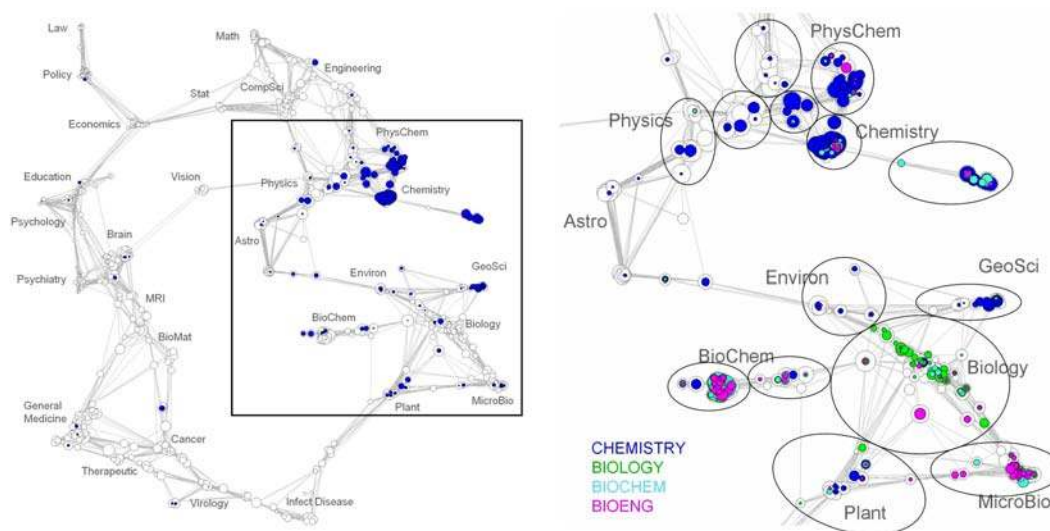 Law
Policy
Economics
Stat
Math
CompSci
Engineering
PhysChem
Chemistry
Physics
Vision
Education
Psychology
Brain
Psychiatry
MRI
BioMat
Astro
Environ
GeoSci
BioChem
Biology
Plant
MicroBio
General
Medicine
Cancer
Therapeutic
Virology
Infect Disease
PhysChem
Physics
Chemistry
Astro
Environ
GeoSci
BioChem
Biology
CHEMISTRY
BIOLOGY
BIOCHEM
BIOENG
Plant
MicroBio